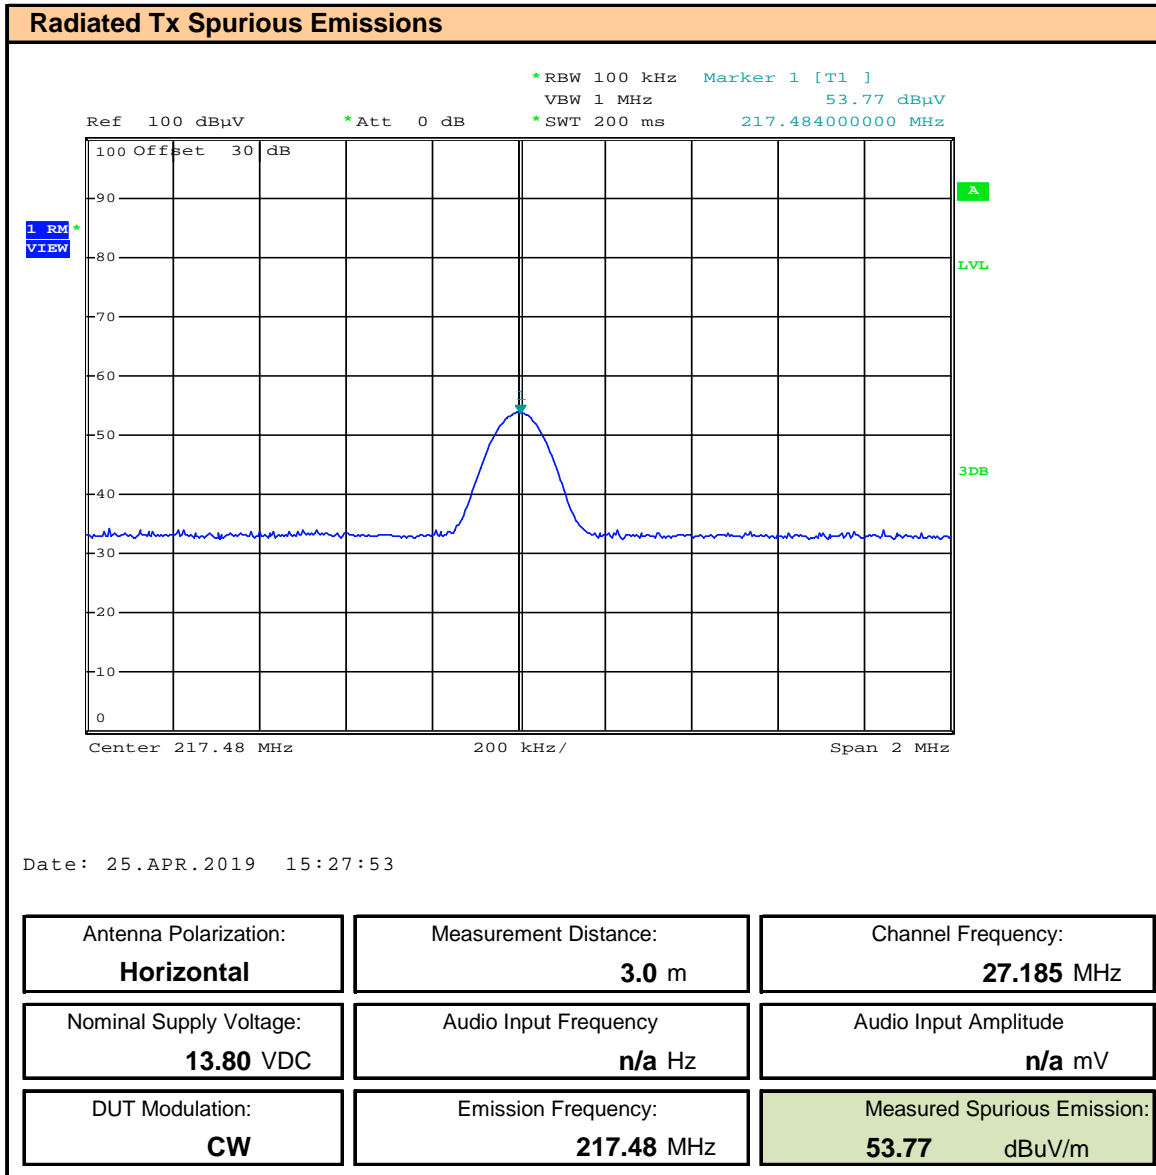 Radiated Tx Spurious Emissions
*RBW 100 kHz Marker 1 [T1 ]
VBW 1 MHz 53.77 dBµV
Ref 100 dBµV *Att 0 dB *SWT 200 ms 217.484000000 MHz
100 Offset 30 dB
90
A
1 RM *
VIEW
80
LVL
70
60
1
50
3DB
40
30
20
10
0
Center 217.48 MHz 200 kHz/ Span 2 MHz
Date: 25.APR.2019 15:27:53
Antenna Polarization: Measurement Distance: Channel Frequency:
Horizontal 3.0 m 27.185 MHz
Nominal Supply Voltage: Audio Input Frequency Audio Input Amplitude
13.80 VDC n/a Hz n/a mV
DUT Modulation: Emission Frequency: Measured Spurious Emission:
CW 217.48 MHz 53.77 dBuV/m